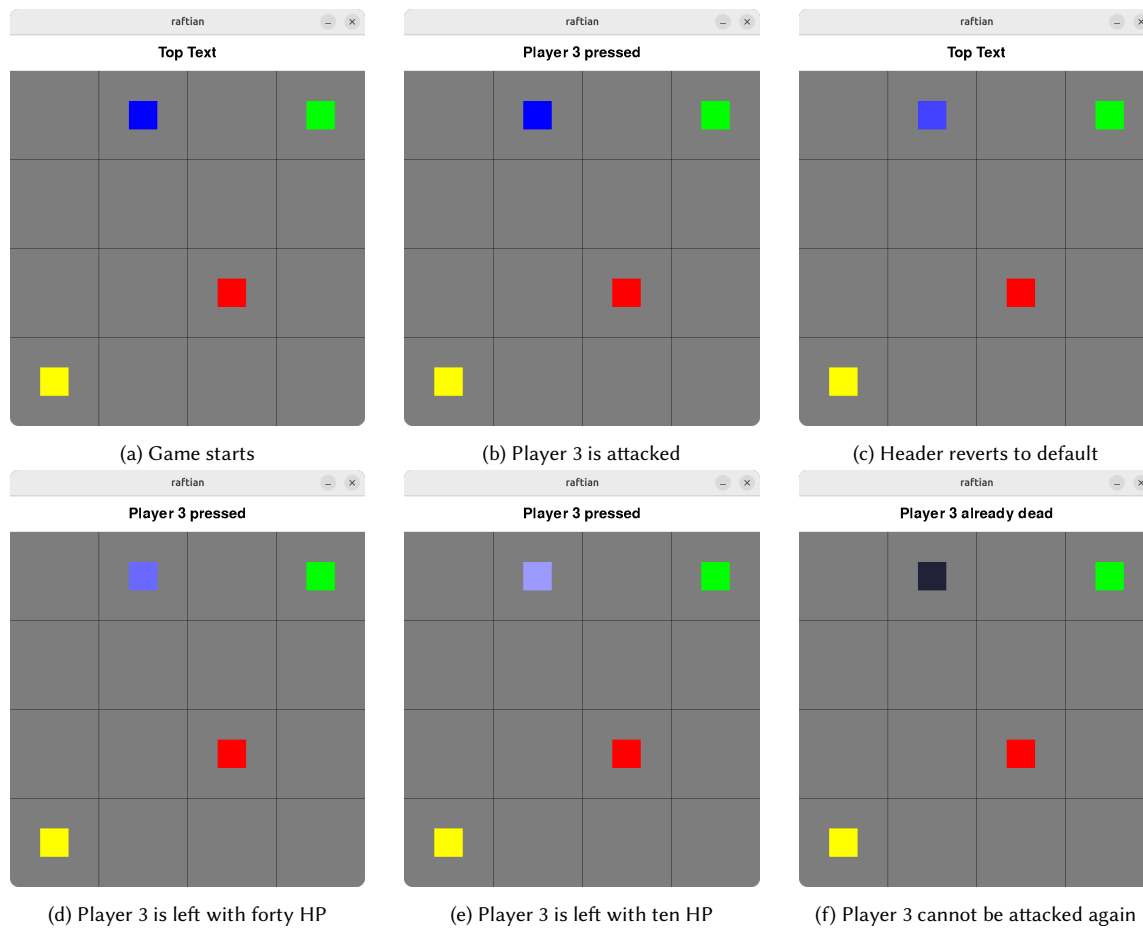 raftian
Top Text
(a) Game starts
raftian
Player 3 pressed
(b) Player 3 is attacked
raftian
Top Text
(c) Header reverts to default
raftian
Player 3 pressed
(d) Player 3 is left with forty HP
raftian
Player 3 pressed
(e) Player 3 is left with ten HP
raftian
Player 3 already dead
(f) Player 3 cannot be attacked again